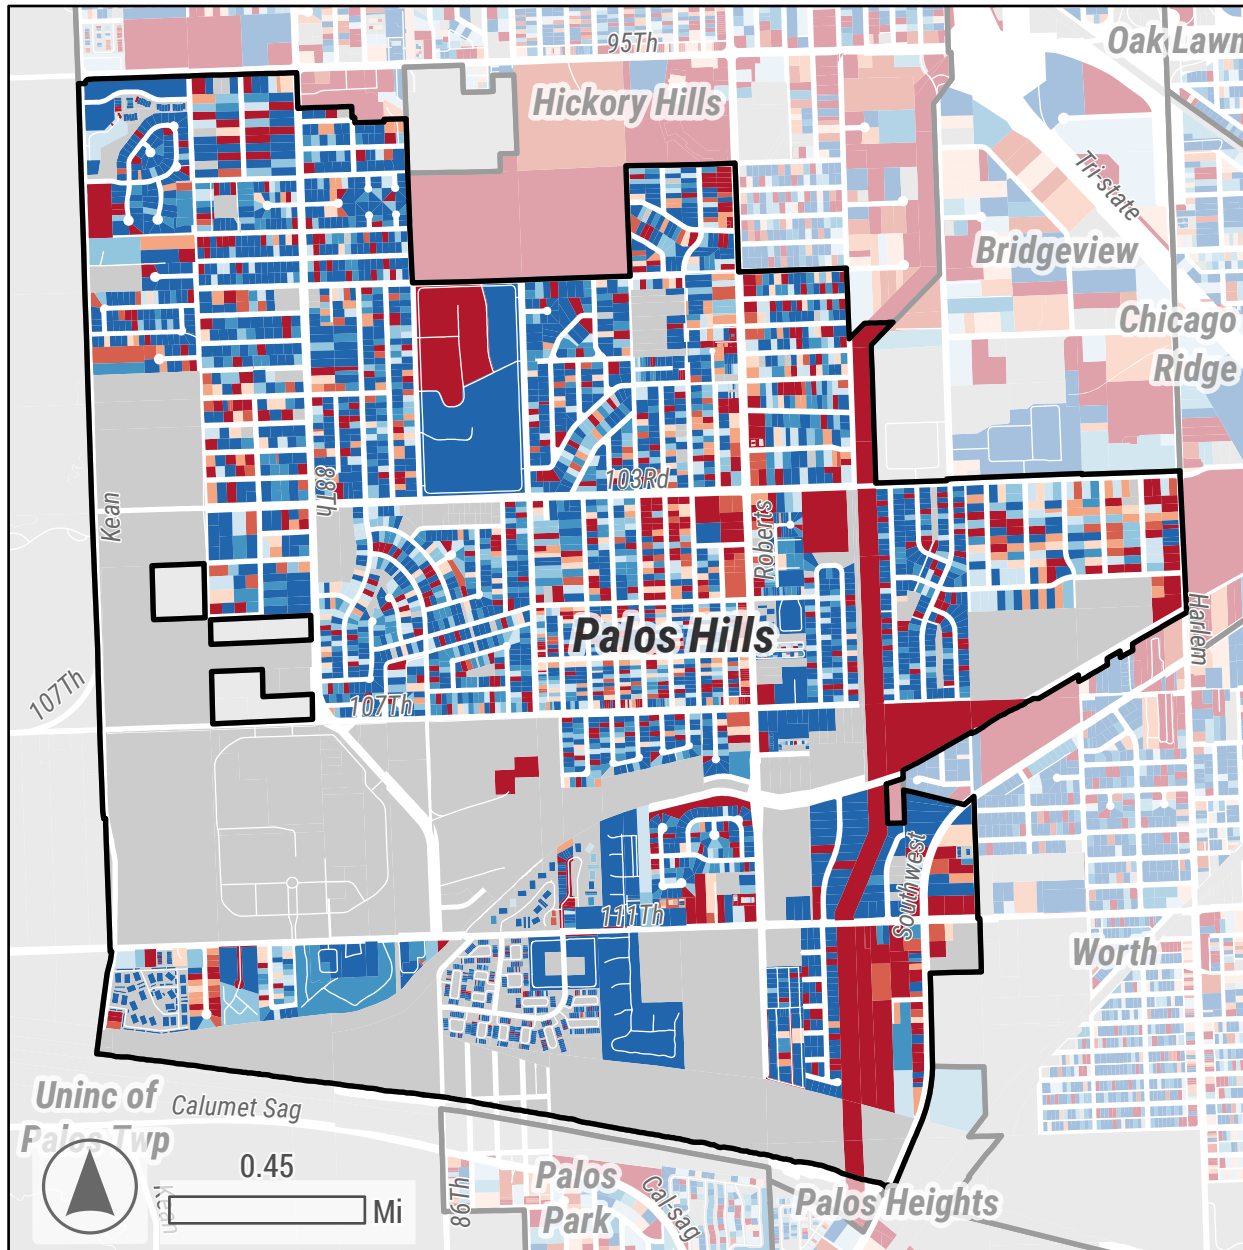 95Th
Oak Lawn
Hickory Hills
Tri-state
Bridgeview
Chicago
Ridge
88Th
103Rd
Kean
Roberts
Palos Hills
Harlem
107Th
107Th
Southwest
111Th
Worth
Uninc of
Palos Twp
Calumet Sag
0.45
Mi
Kean
86Th
Palos
Park
Cal-sag
Palos Heights